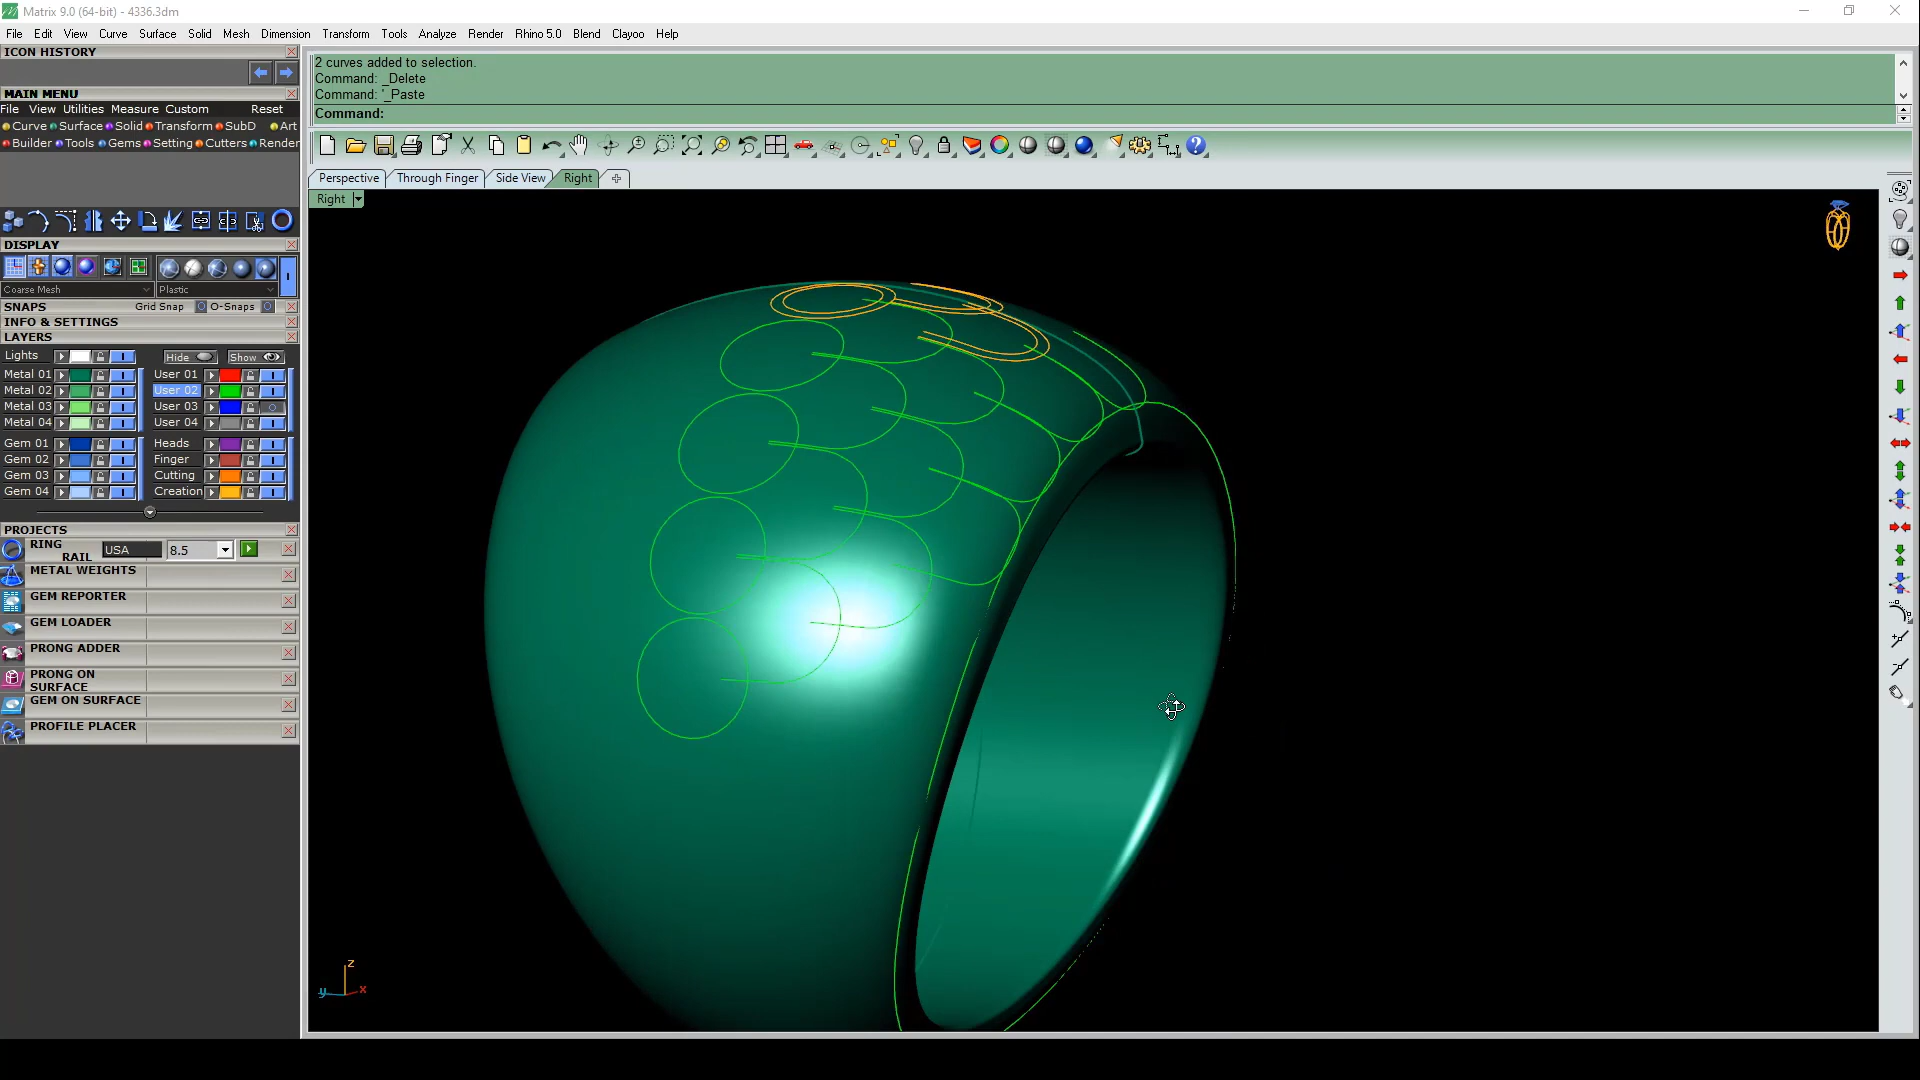 Matrix 9.0 (64-bit) - 4336.3dm
File Edit View Curve Surface Solid Mesh Dimension Transform Tools Analyze Render Rhino 5.0 Blend Clayoo Help
ICON HISTORY
MAIN MENU
File View Utilities Measure Custom Reset
Curve Surface Solid Transform SubD Art
Builder Tools Gems Setting Cutters Render
DISPLAY
Coarse Mesh Plastic
SNAPS Grid Snap O-Snaps
INFO & SETTINGS
LAYERS
Lights Hide Show
Metal 01 User 01
Metal 02 User 02
Metal 03 User 03
Metal 04 User 04
Gem 01 Heads
Gem 02 Finger
Gem 03 Cutting
Gem 04 Creation
PROJECTS
RING RAIL USA 8.5
METAL WEIGHTS
GEM REPORTER
GEM LOADER
PRONG ADDER
PRONG ON SURFACE
GEM ON SURFACE
PROFILE PLACER
2 curves added to selection.
Command: _Delete
Command: '_Paste
Command:
Perspective Through Finger Side View Right
Right
z
y x